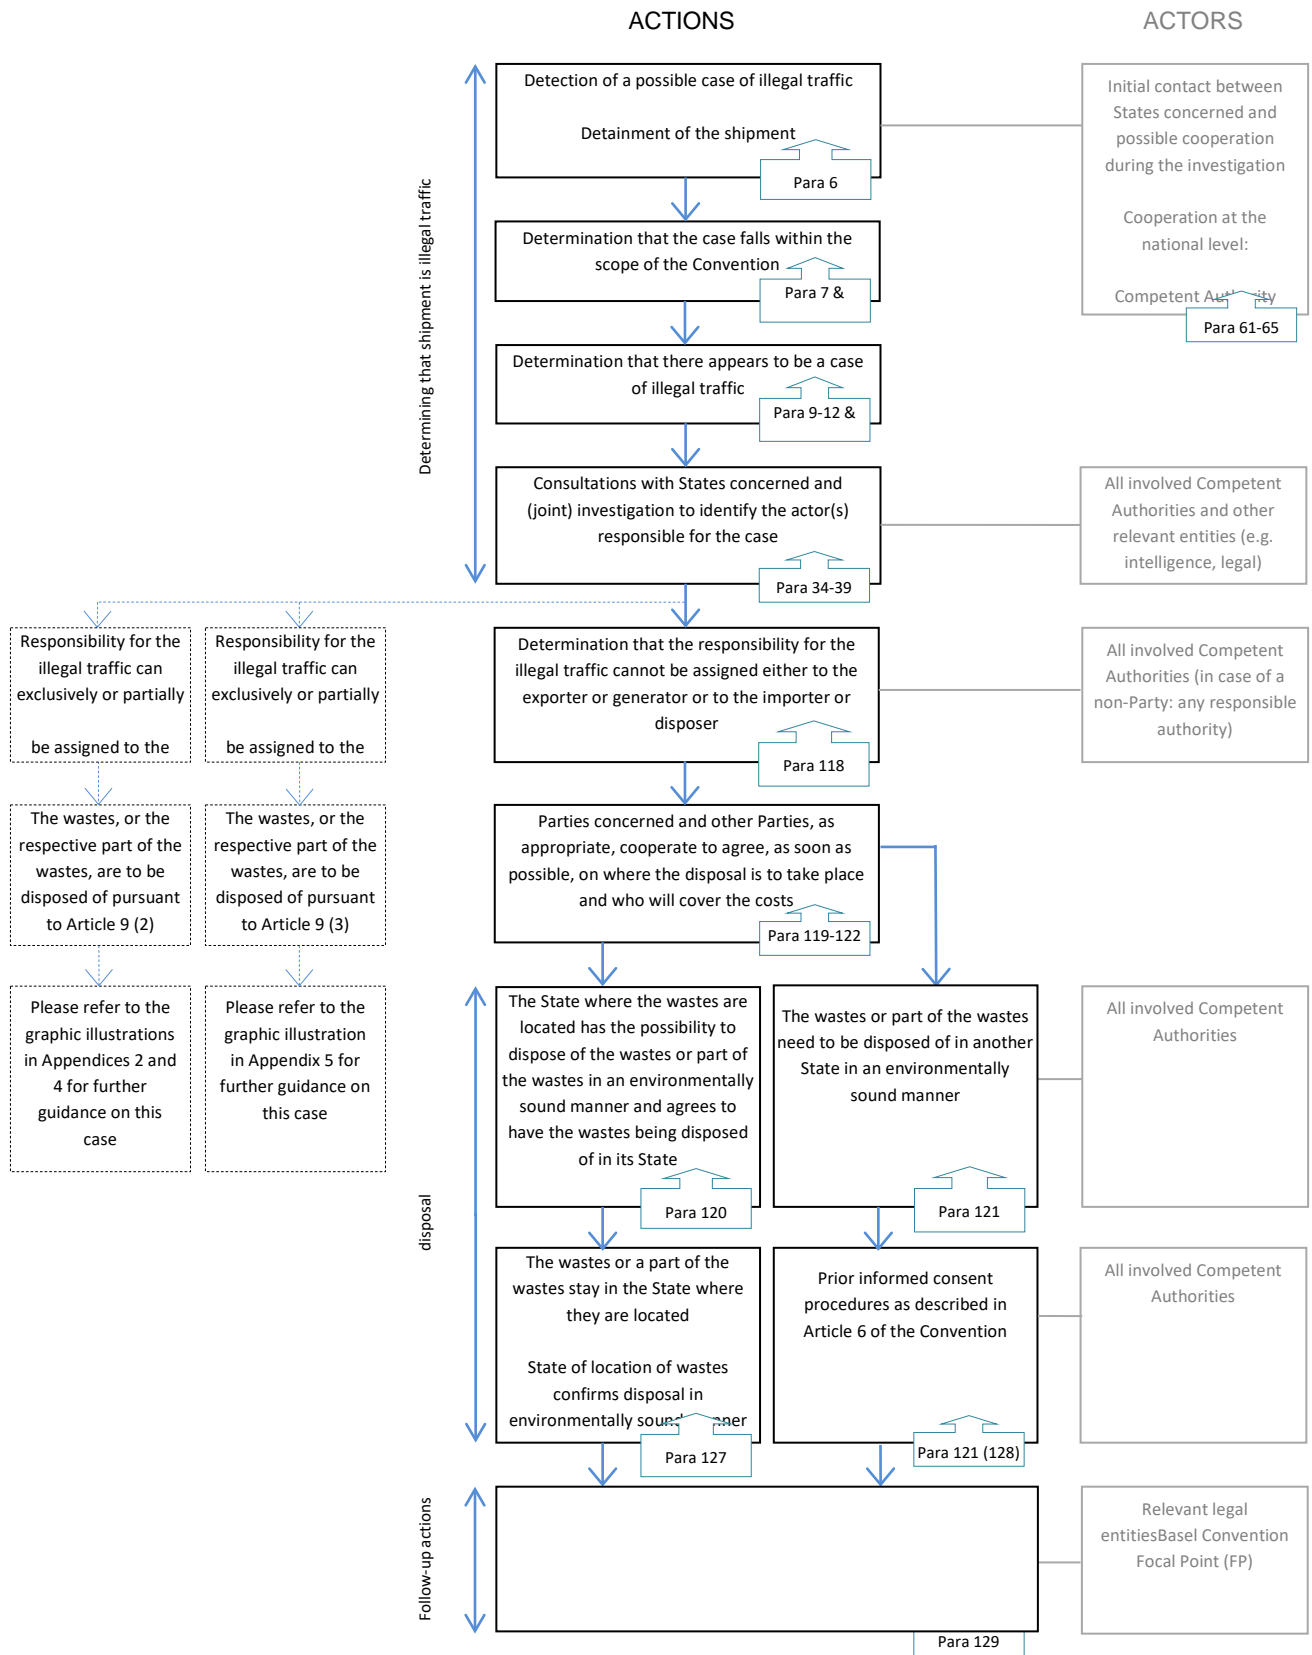 ACTIONS
ACTORS
Determining that shipment is illegal traffic
Detection of a possible case of illegal traffic
Detainment of the shipment
Para 6
Initial contact between
States concerned and
possible cooperation
during the investigation
Cooperation at the
national level:
Competent Authority
Para 61-65
Determination that the case falls within the
scope of the Convention
Para 7 &
Determination that there appears to be a case
of illegal traffic
Para 9-12 &
Consultations with States concerned and
(joint) investigation to identify the actor(s)
responsible for the case
Para 34-39
All involved Competent
Authorities and other
relevant entities (e.g.
intelligence, legal)
Responsibility for the
illegal traffic can
exclusively or partially
be assigned to the
Responsibility for the
illegal traffic can
exclusively or partially
be assigned to the
Determination that the responsibility for the
illegal traffic cannot be assigned either to the
exporter or generator or to the importer or
disposer
Para 118
All involved Competent
Authorities (in case of a
non-Party: any responsible
authority)
The wastes, or the
respective part of the
wastes, are to be
disposed of pursuant
to Article 9 (2)
The wastes, or the
respective part of the
wastes, are to be
disposed of pursuant
to Article 9 (3)
Parties concerned and other Parties, as
appropriate, cooperate to agree, as soon as
possible, on where the disposal is to take place
and who will cover the costs
Para 119-122
Please refer to the
graphic illustrations
in Appendices 2 and
4 for further
guidance on this
case
Please refer to the
graphic illustration
in Appendix 5 for
further guidance on
this case
disposal
The State where the wastes are
located has the possibility to
dispose of the wastes or part of
the wastes in an environmentally
sound manner and agrees to
have the wastes being disposed
of in its State
Para 120
The wastes or part of the wastes
need to be disposed of in another
State in an environmentally
sound manner
Para 121
All involved Competent
Authorities
The wastes or a part of the
wastes stay in the State where
they are located
State of location of wastes
confirms disposal in
environmentally sound manner
Para 127
Prior informed consent
procedures as described in
Article 6 of the Convention
Para 121 (128)
All involved Competent
Authorities
Follow-up actions
Para 129
Relevant legal
entitiesBasel Convention
Focal Point (FP)